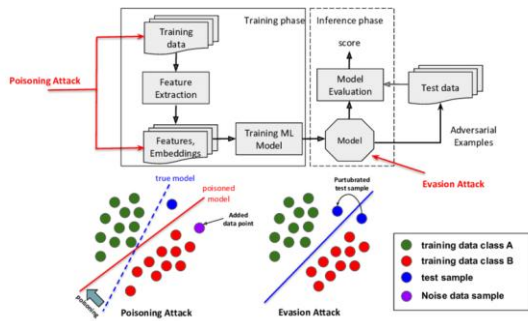 Training phase
Inference phase
Training
data
score
Poisoning Attack
Feature
Extraction
Model
Evaluation
Test data
Features,
Embeddings
Training ML
Model
Model
Adversarial
Examples
Evasion Attack
true model
poisoned
model
Added
data point
poisoning
Poisoning Attack
Purtubrated
test sample
Evasion Attack
training data class A
training data class B
test sample
Noise data sample